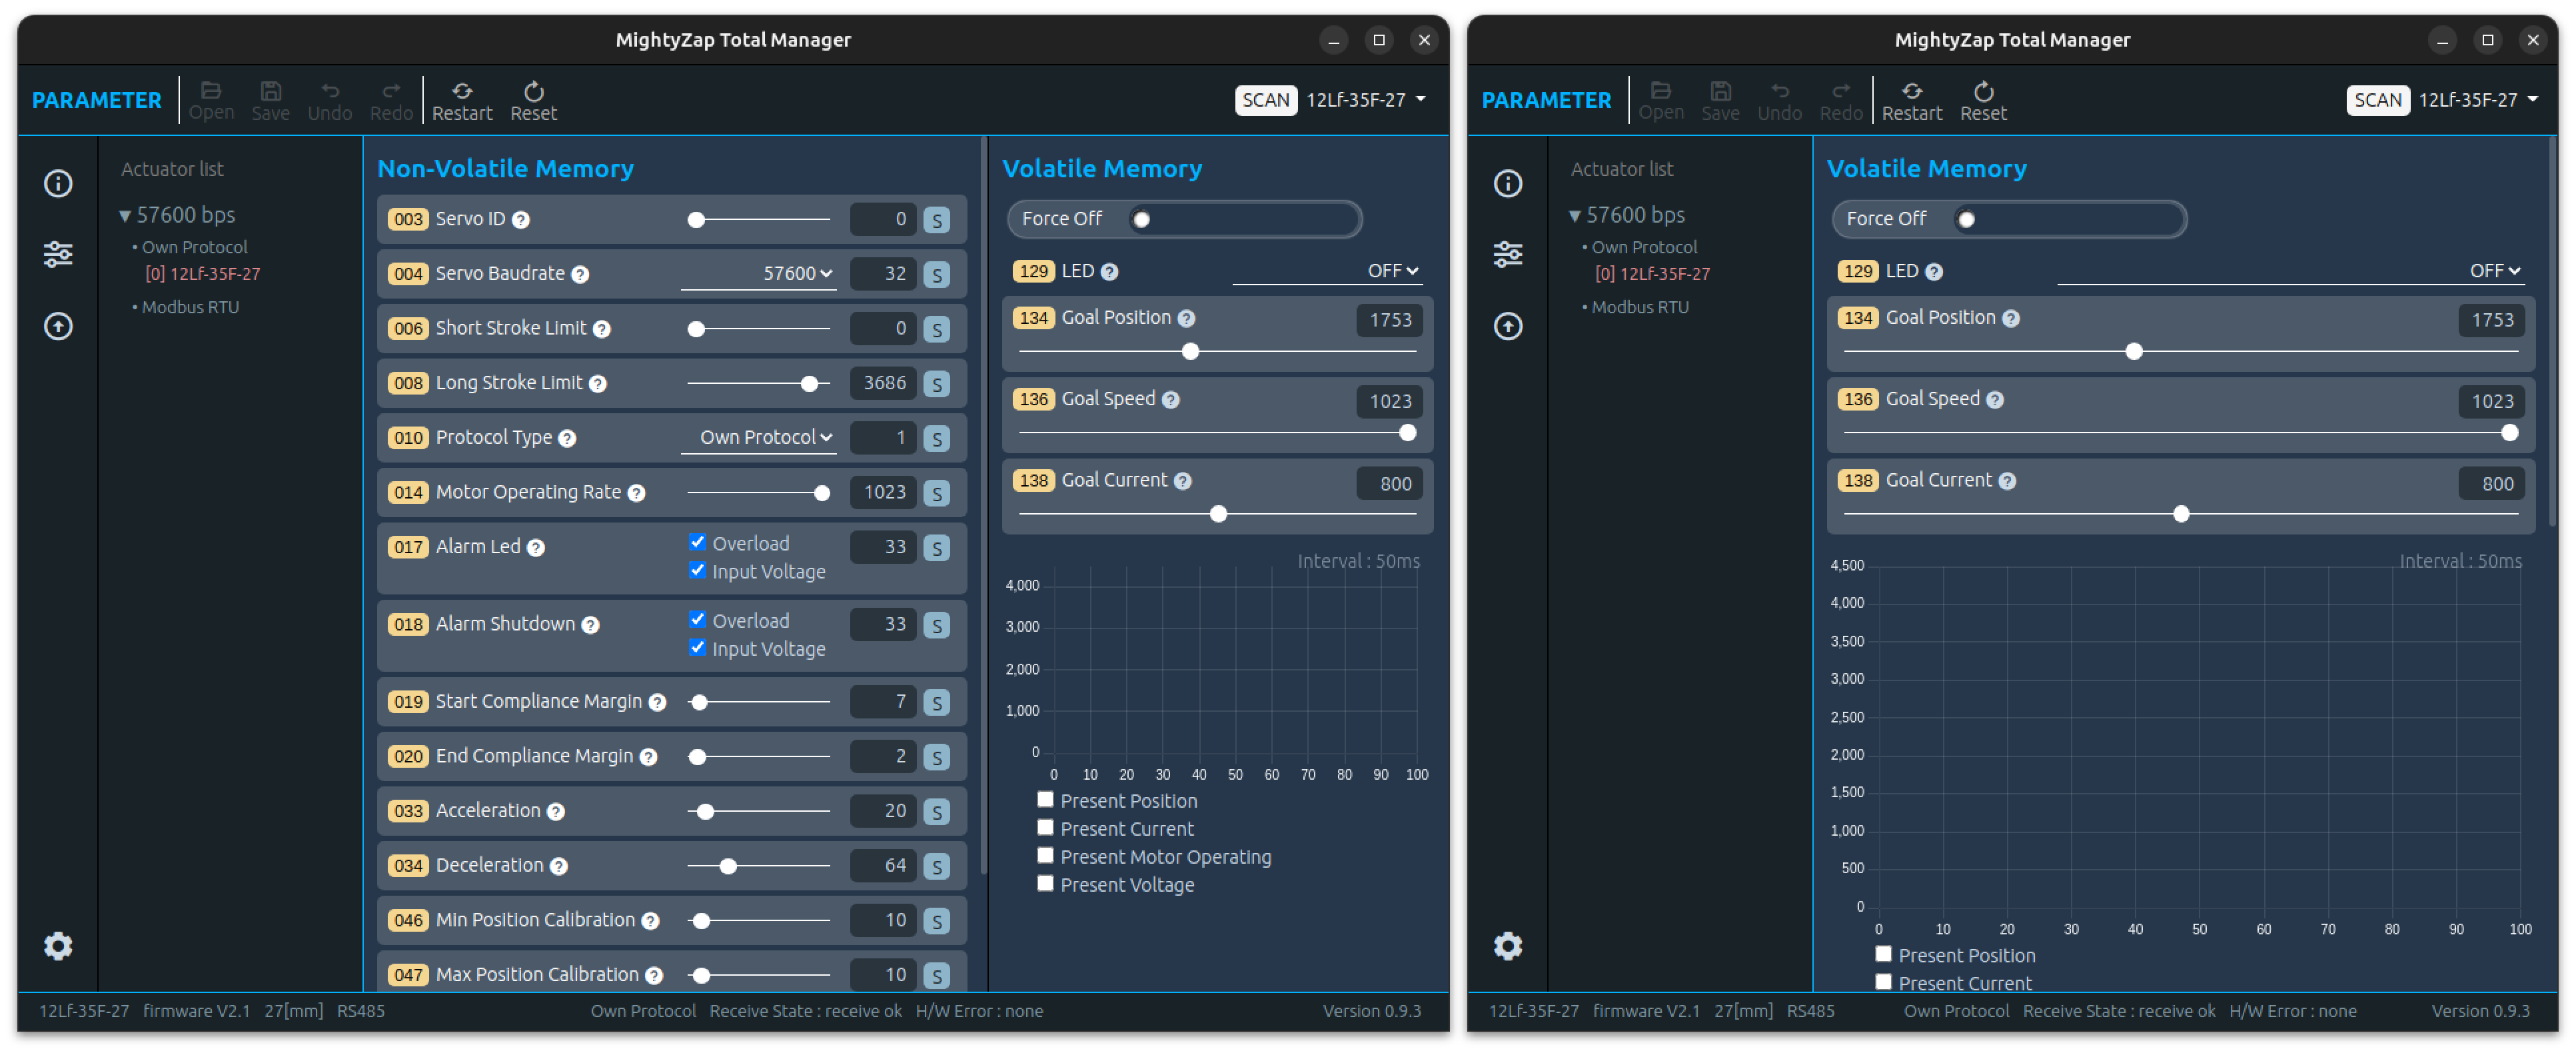 MightyZap Total Manager
PARAMETER
Open
Save
Undo
Redo
Restart
Reset
SCAN
12Lf-35F-27
Actuator list
▼ 57600 bps
• Own Protocol
[0] 12Lf-35F-27
• Modbus RTU
Non-Volatile Memory
003 Servo ID ? 0 S
004 Servo Baudrate ? 57600 32 S
006 Short Stroke Limit ? 0 S
008 Long Stroke Limit ? 3686 S
010 Protocol Type ? Own Protocol 1 S
014 Motor Operating Rate ? 1023 S
017 Alarm Led ? Overload 33 S
Input Voltage
018 Alarm Shutdown ? Overload 33 S
Input Voltage
019 Start Compliance Margin ? 7 S
020 End Compliance Margin ? 2 S
033 Acceleration ? 20 S
034 Deceleration ? 64 S
046 Min Position Calibration ? 10 S
047 Max Position Calibration ? 10 S
Volatile Memory
Force Off
129 LED ? OFF
134 Goal Position ? 1753
136 Goal Speed ? 1023
138 Goal Current ? 800
Interval : 50ms
4,000
3,000
2,000
1,000
0
0 10 20 30 40 50 60 70 80 90 100
Present Position
Present Current
Present Motor Operating
Present Voltage
12Lf-35F-27 firmware V2.1 27[mm] RS485 Own Protocol Receive State : receive ok H/W Error : none Version 0.9.3
MightyZap Total Manager
PARAMETER
Open
Save
Undo
Redo
Restart
Reset
SCAN
12Lf-35F-27
Actuator list
▼ 57600 bps
• Own Protocol
[0] 12Lf-35F-27
• Modbus RTU
Volatile Memory
Force Off
129 LED ? OFF
134 Goal Position ? 1753
136 Goal Speed ? 1023
138 Goal Current ? 800
Interval : 50ms
4,500
4,000
3,500
3,000
2,500
2,000
1,500
1,000
500
0
0 10 20 30 40 50 60 70 80 90 100
Present Position
Present Current
12Lf-35F-27 firmware V2.1 27[mm] RS485 Own Protocol Receive State : receive ok H/W Error : none Version 0.9.3